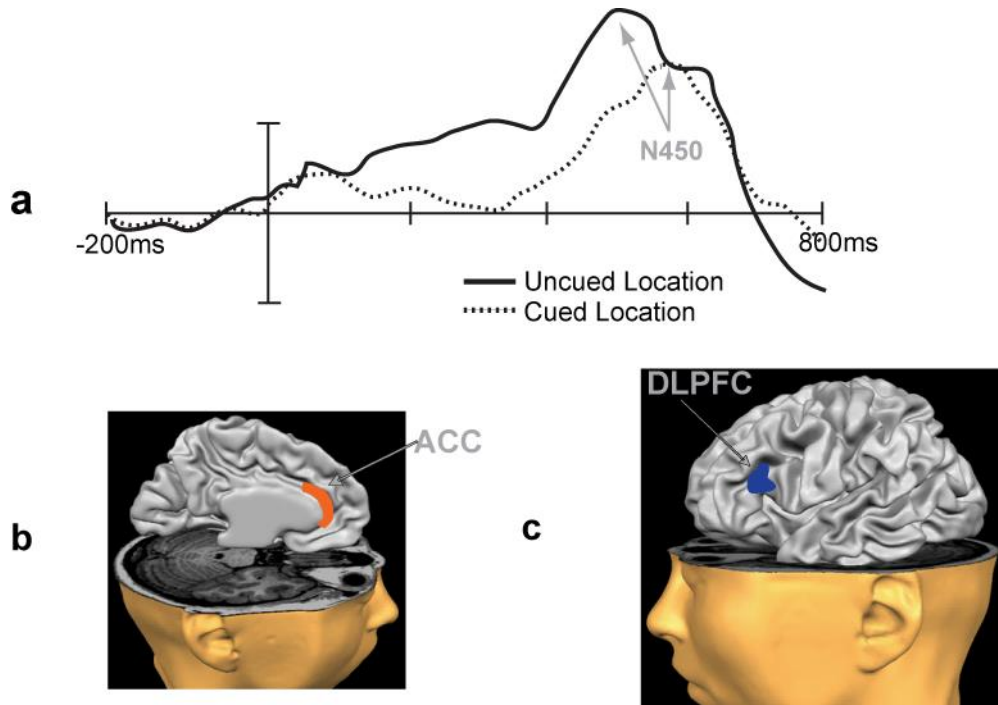 a
N450
-200ms
800ms
Uncued Location
Cued Location
b
ACC
c
DLPFC